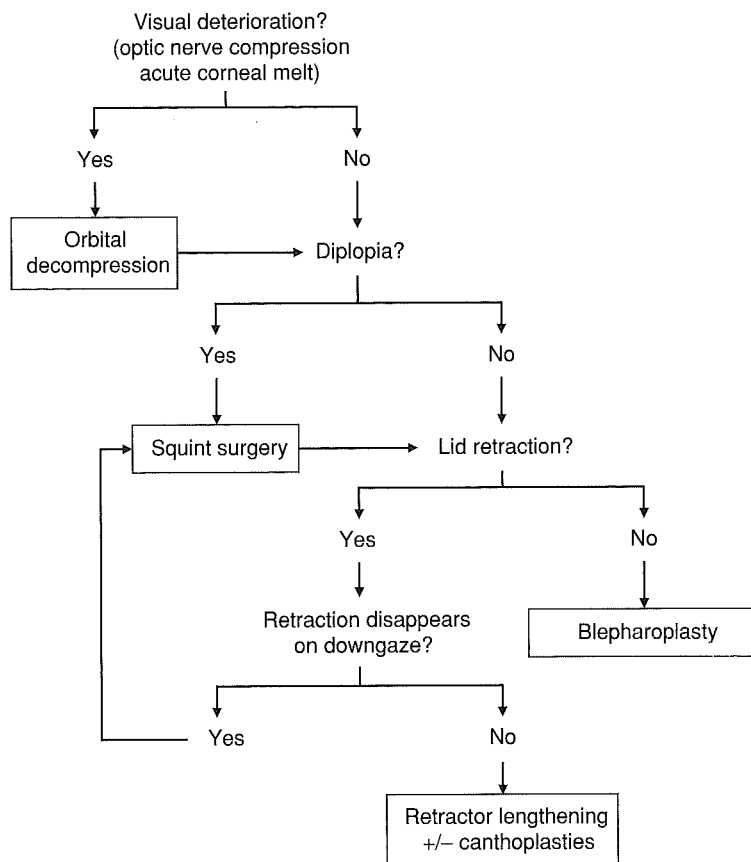 Visual deterioration?
(optic nerve compression
acute corneal melt)
Yes
No
Orbital
decompression
Diplopia?
Yes
No
Squint surgery
Lid retraction?
Yes
No
Retraction disappears
on downgaze?
Blepharoplasty
Yes
No
Retractor lengthening
+/– canthoplasties